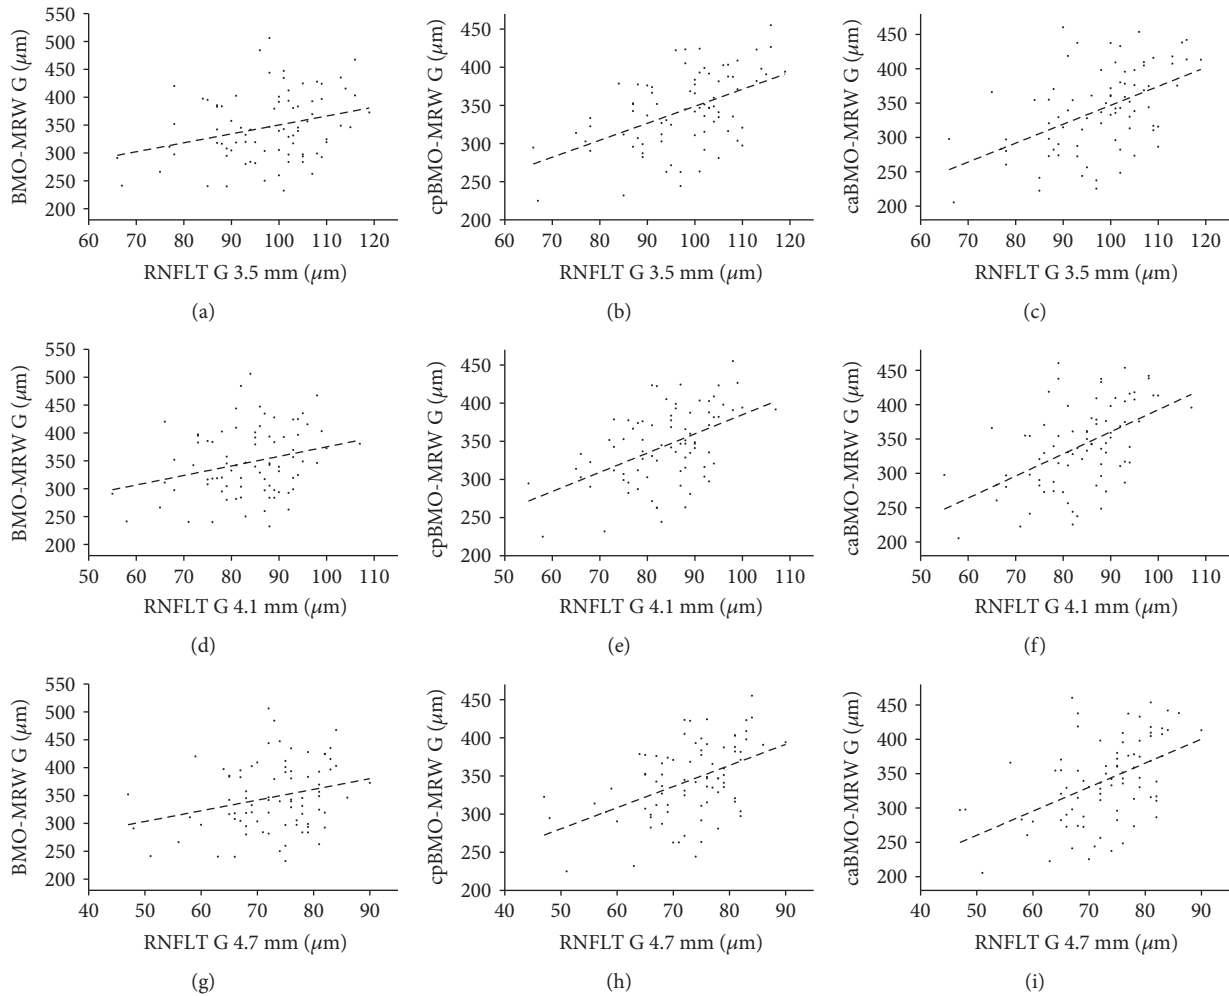 550
500
450
400
350
300
250
200
BMO-MRW G (μm)
60 70 80 90 100 110 120
RNFLT G 3.5 mm (μm)
(a)
450
400
350
300
250
200
cpBMO-MRW G (μm)
60 70 80 90 100 110 120
RNFLT G 3.5 mm (μm)
(b)
450
400
350
300
250
200
caBMO-MRW G (μm)
60 70 80 90 100 110 120
RNFLT G 3.5 mm (μm)
(c)
550
500
450
400
350
300
250
200
BMO-MRW G (μm)
50 60 70 80 90 100 110
RNFLT G 4.1 mm (μm)
(d)
450
400
350
300
250
200
cpBMO-MRW G (μm)
50 60 70 80 90 100 110
RNFLT G 4.1 mm (μm)
(e)
450
400
350
300
250
200
caBMO-MRW G (μm)
50 60 70 80 90 100 110
RNFLT G 4.1 mm (μm)
(f)
550
500
450
400
350
300
250
200
BMO-MRW G (μm)
40 50 60 70 80 90
RNFLT G 4.7 mm (μm)
(g)
450
400
350
300
250
200
cpBMO-MRW G (μm)
40 50 60 70 80 90
RNFLT G 4.7 mm (μm)
(h)
450
400
350
300
250
200
caBMO-MRW G (μm)
40 50 60 70 80 90
RNFLT G 4.7 mm (μm)
(i)